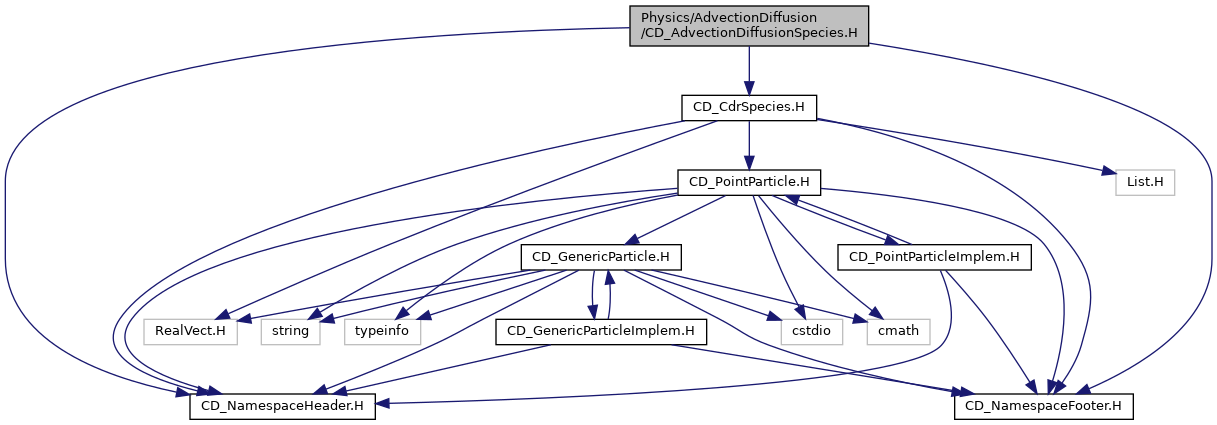 Physics/AdvectionDiffusion
/CD_AdvectionDiffusionSpecies.H
CD_CdrSpecies.H
CD_PointParticle.H
List.H
CD_GenericParticle.H
CD_PointParticleImplem.H
RealVect.H
string
typeinfo
CD_GenericParticleImplem.H
cstdio
cmath
CD_NamespaceHeader.H
CD_NamespaceFooter.H